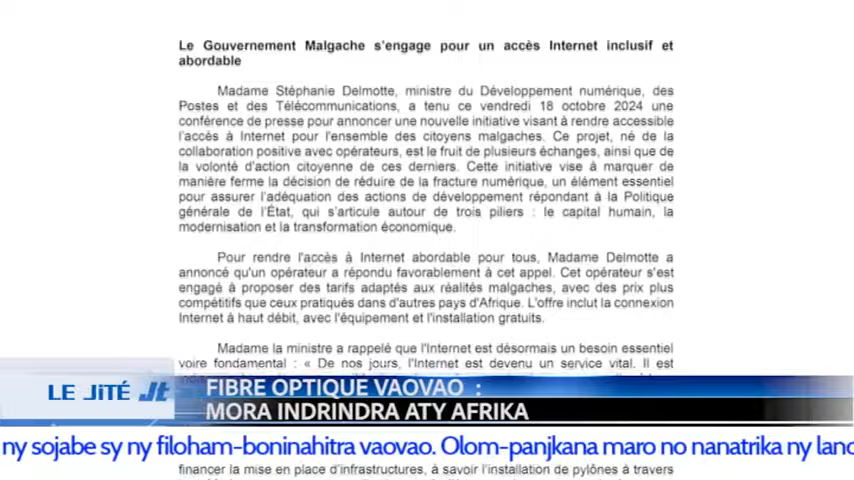 Le Gouvernement Malgache s'engage pour un accès Internet inclusif et
abordable
Madame Stéphanie Delmotte, ministre du Développement numérique, des
Postes et des Télécommunications, a tenu ce vendredi 18 octobre 2024 une
conférence de presse pour annoncer une nouvelle initiative visant à rendre accessible
l'accès à Internet pour l'ensemble des citoyens malgaches. Ce projet, né de la
collaboration positive avec opérateurs, est le fruit de plusieurs échanges, ainsi que de
la volonté d'action citoyenne de ces derniers. Cette initiative vise à marquer de
manière ferme la décision de réduire de la fracture numérique, un élément essentiel
pour assurer l'adéquation des actions de développement répondant à la Politique
générale de l'État, qui s'articule autour de trois piliers : le capital humain, la
modernisation et la transformation économique.
Pour rendre l'accès à Internet abordable pour tous, Madame Delmotte a
annoncé qu'un opérateur a répondu favorablement à cet appel. Cet opérateur s'est
engagé à proposer des tarifs adaptés aux réalités malgaches, avec des prix plus
compétitifs que ceux pratiqués dans d'autres pays d'Afrique. L'offre inclut la connexion
Internet à haut débit, avec l'équipement et l'installation gratuits.
Madame la ministre a rappelé que l'Internet est désormais un besoin essentiel
voire fondamental : « De nos jours, l'Internet est devenu un service vital. Il est
LE JiTÉ Jt
FIBRE OPTIQUE VAOVAO :
MORA INDRINDRA ATY AFRIKA
ny sojabe sy ny filoham-boninahitra vaovao. Olom-panjkana maro no nanatrika ny lano
financer la mise en place d'infrastructures, à savoir l'installation de pylônes à travers